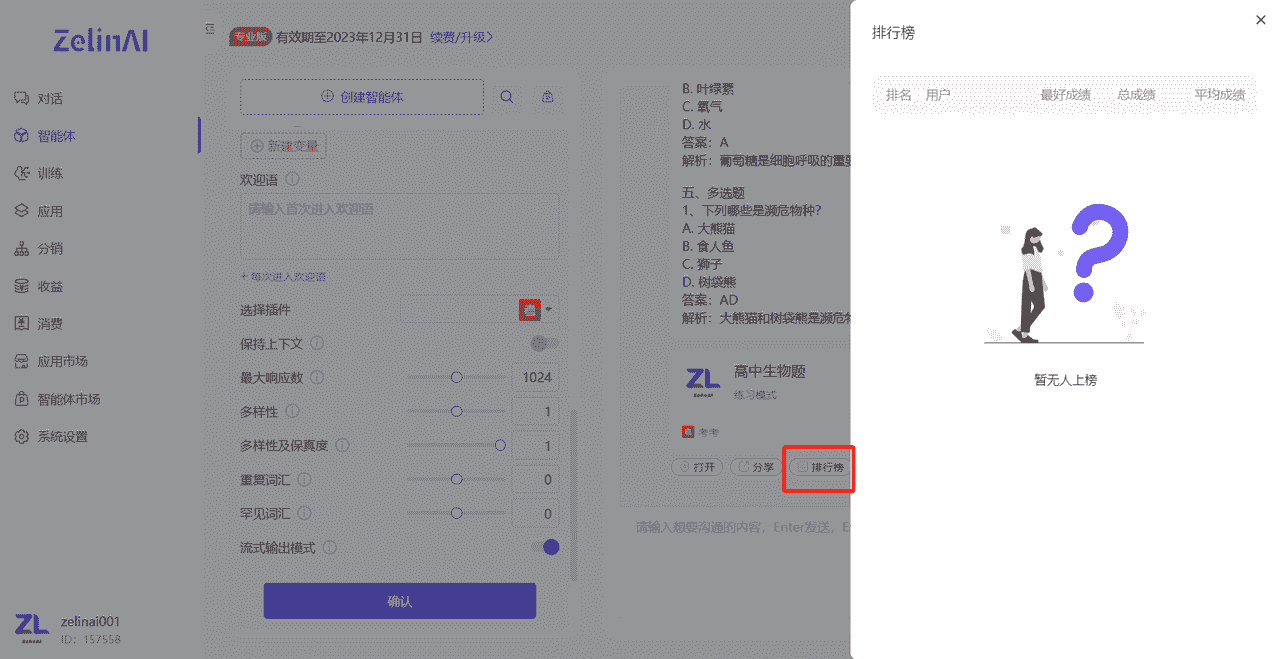 ZelinAI
对话
智能体
训练
应用
分销
收益
消费
应用市场
智能体市场
系统设置
ZL
ZelinAI
zelinai001
ID: 157558
专业版 有效期至2023年12月31日 续费/升级>
创建智能体
新建变量
欢迎语
请输入首次进入欢迎语
+ 每次进入欢迎语
选择插件
保持上下文
最大响应数 1024
多样性 1
多样性及保真度 1
重复词汇 0
罕见词汇 0
流式输出模式
确认
B. 叶绿素
C. 氧气
D. 水
答案：A
解析：葡萄糖是细胞呼吸的重要
五、多选题
1、下列哪些是濒危物种？
A. 大熊猫
B. 食人鱼
C. 狮子
D. 树袋熊
答案：AD
解析：大熊猫和树袋熊是濒危物
ZL
ZelinAI
高中生物题
练习模式
考考
打开 分享 排行榜
请输入想要沟通的内容，Enter发送，E
排行榜
排名 用户 最好成绩 总成绩 平均成绩
暂无人上榜